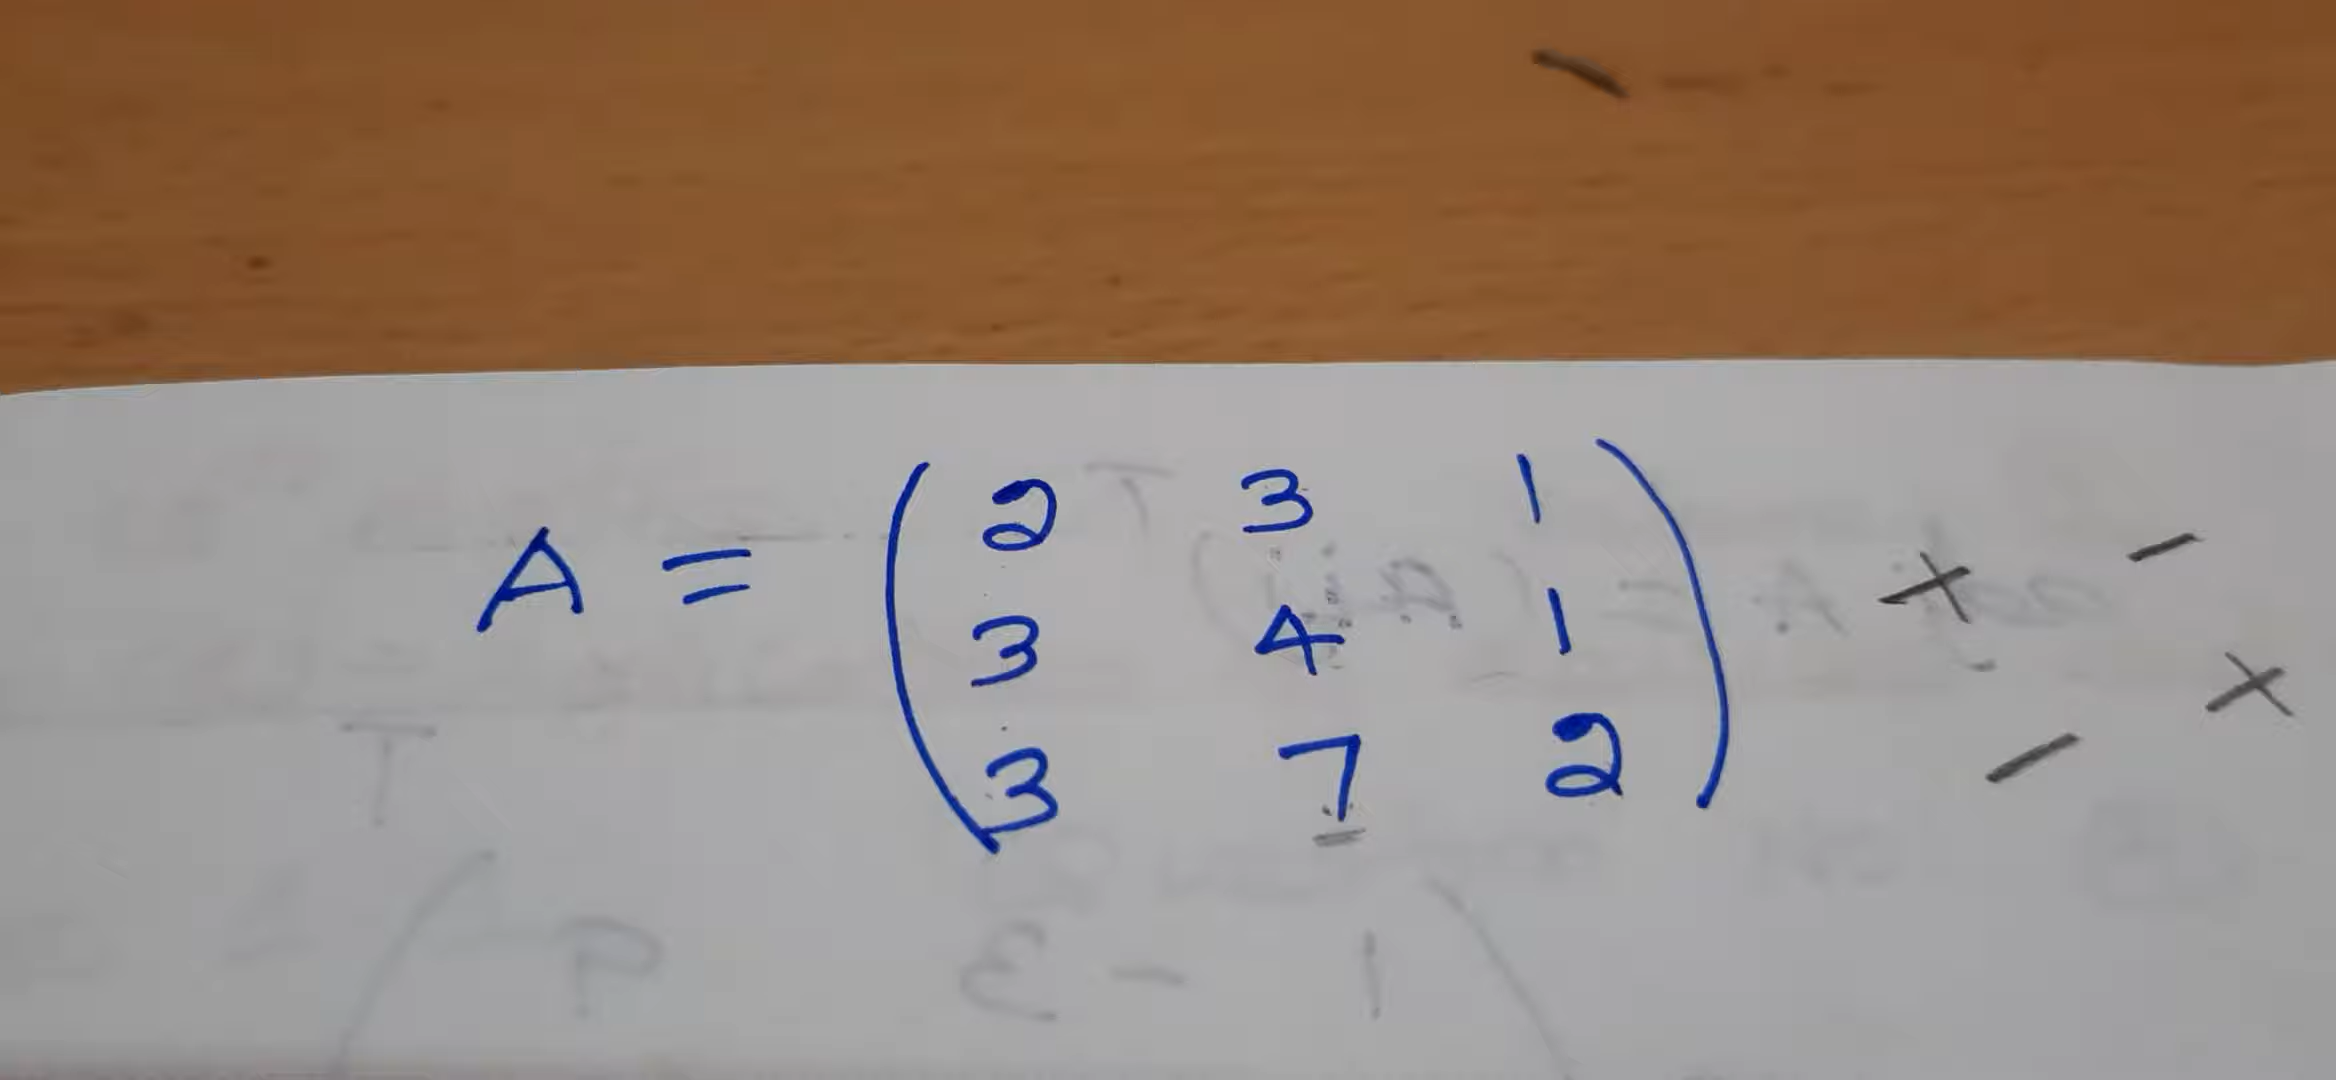 A = ( 2 3 1
3 4 1
3 7 2 )
+ -
- +